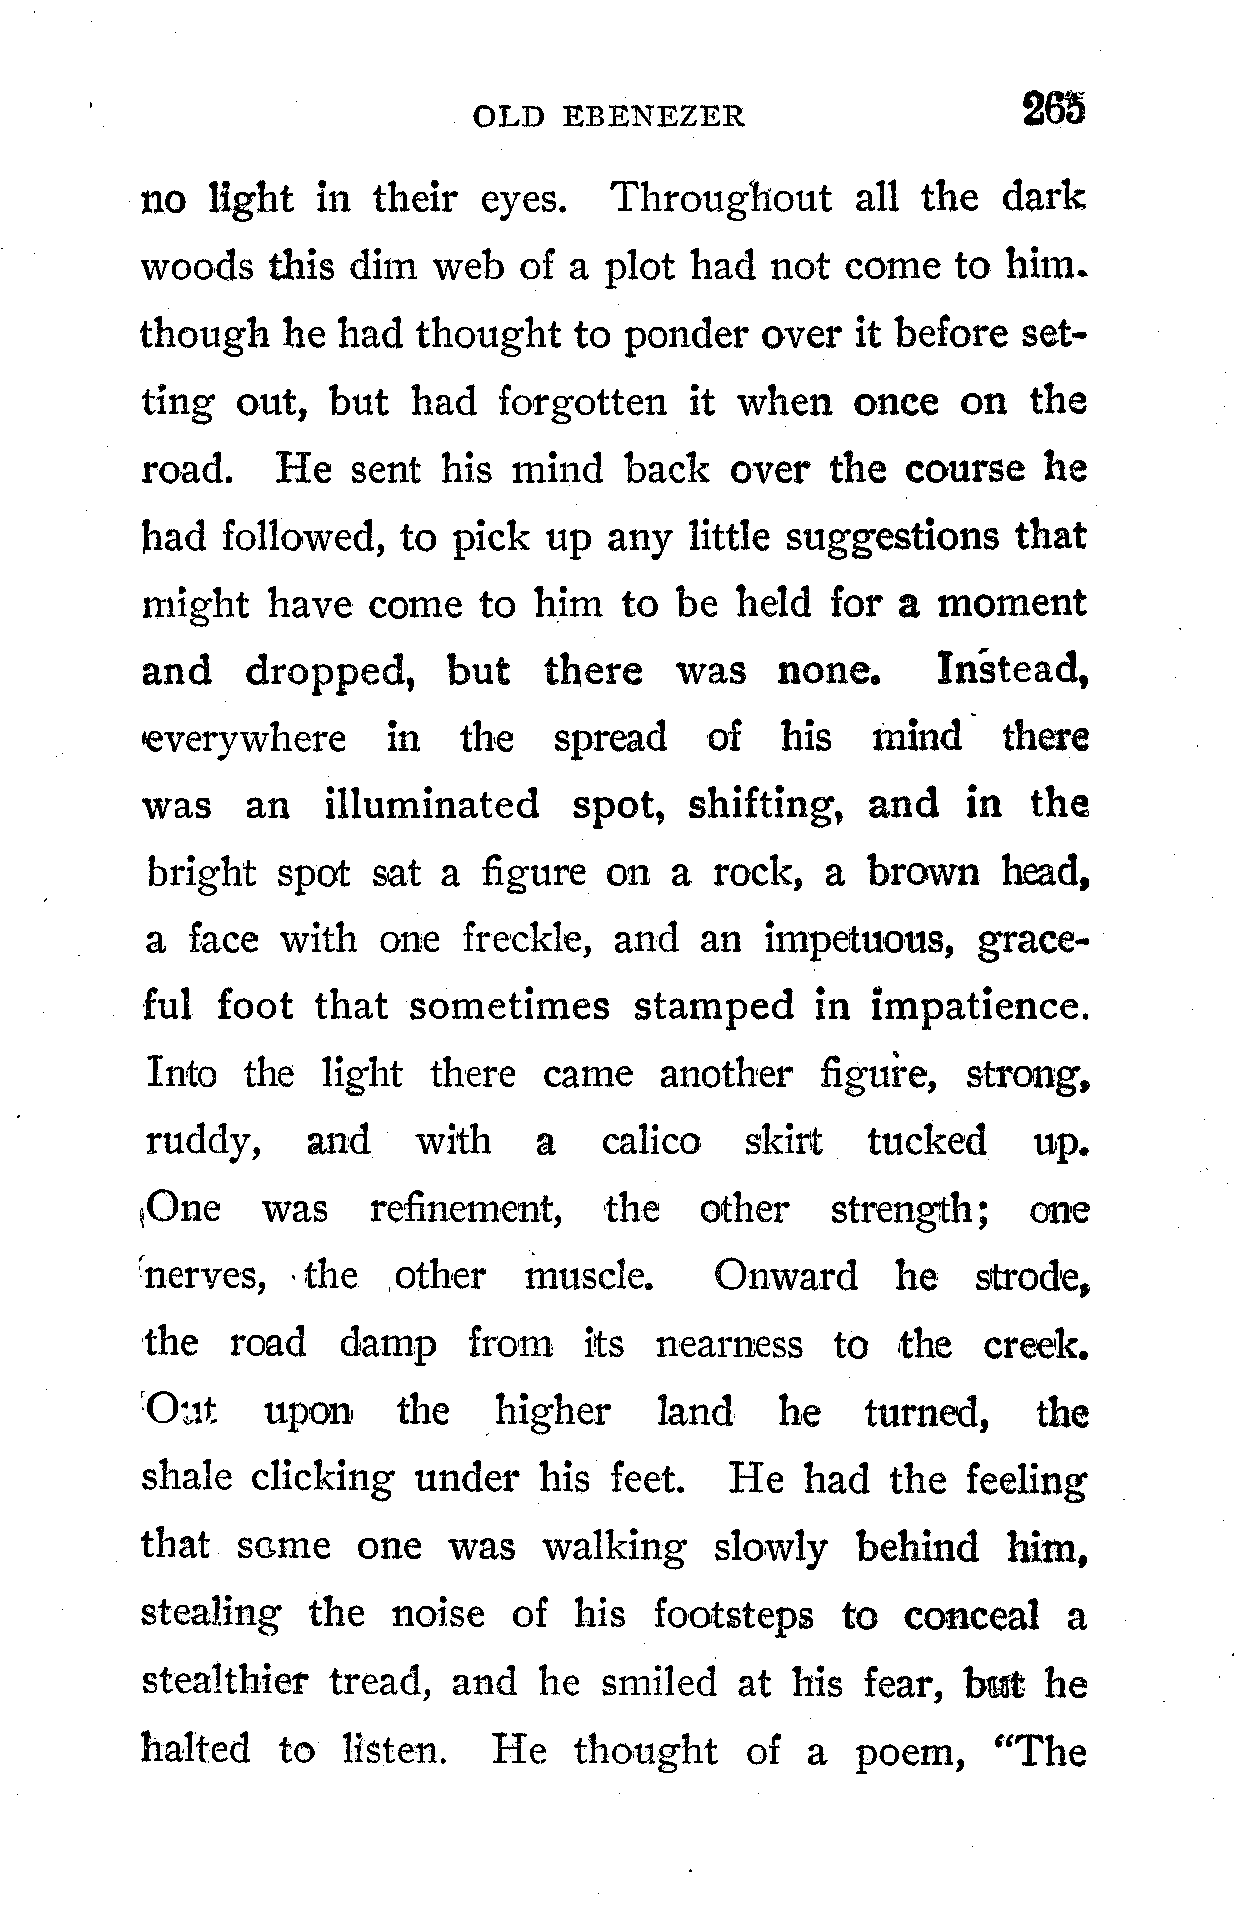 OLD EBENEZER 265
no light in their eyes. Throughout all the dark
woods this dim web of a plot had not come to him.
though he had thought to ponder over it before set-
ting out, but had forgotten it when once on the
road. He sent his mind back over the course he
had followed, to pick up any little suggestions that
might have come to him to be held for a moment
and dropped, but there was none. Instead,
everywhere in the spread of his mind there
was an illuminated spot, shifting, and in the
bright spot sat a figure on a rock, a brown head,
a face with one freckle, and an impetuous, grace-
ful foot that sometimes stamped in impatience.
Into the light there came another figure, strong,
ruddy, and with a calico skirt tucked up.
One was refinement, the other strength; one
nerves, the other muscle. Onward he strode,
the road damp from its nearness to the creek.
Out upon the higher land he turned, the
shale clicking under his feet. He had the feeling
that some one was walking slowly behind him,
stealing the noise of his footsteps to conceal a
stealthier tread, and he smiled at his fear, but he
halted to listen. He thought of a poem, “The